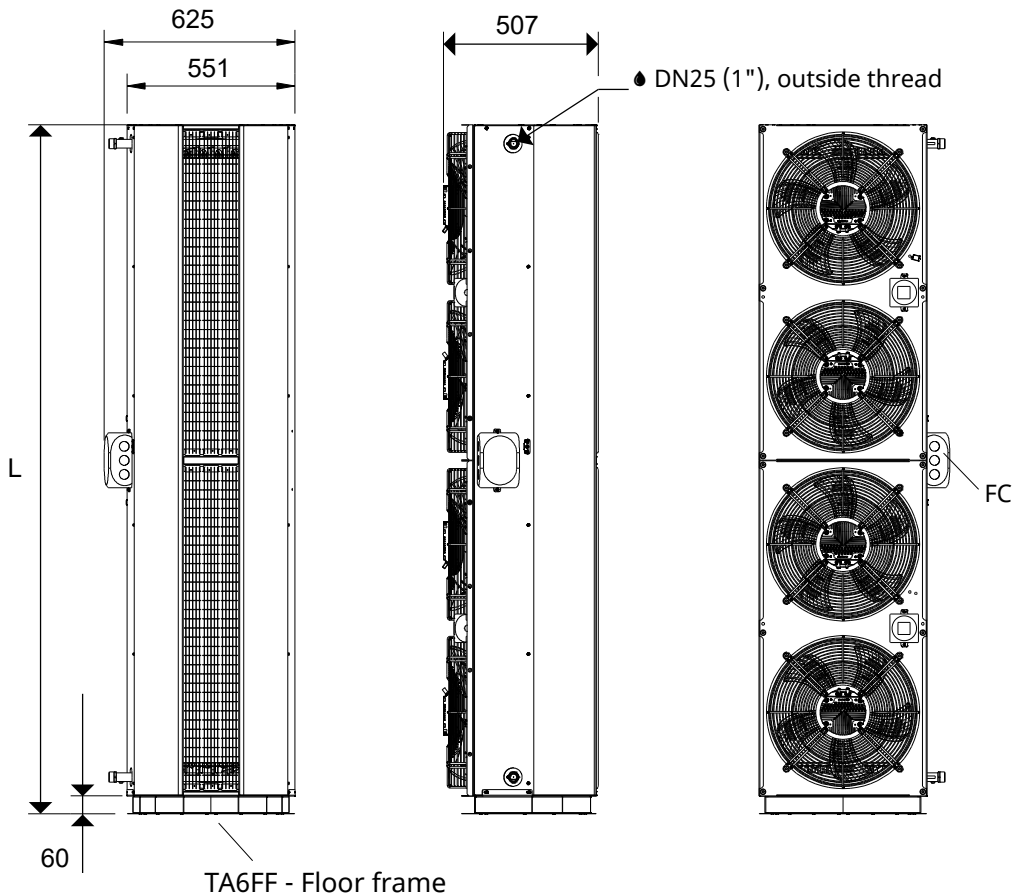 625
507
551
DN25 (1"), outside thread
L
FC
60
TA6FF - Floor frame